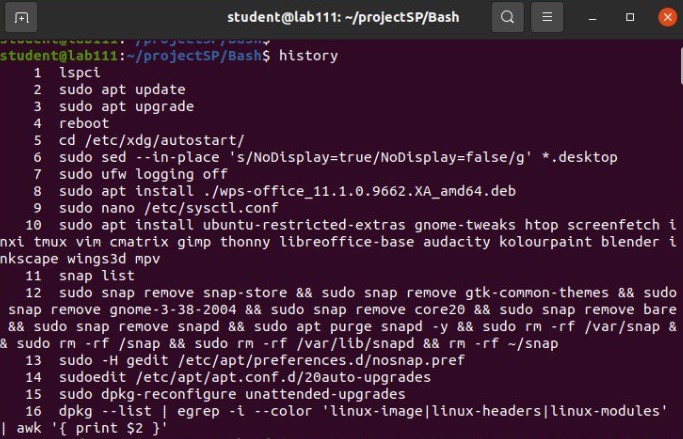 student@lab111: ~/projectSP/Bash
student@lab111:~/projectSP/Bash$
student@lab111:~/projectSP/Bash$ history
1 lspci
2 sudo apt update
3 sudo apt upgrade
4 reboot
5 cd /etc/xdg/autostart/
6 sudo sed --in-place 's/NoDisplay=true/NoDisplay=false/g' *.desktop
7 sudo ufw logging off
8 sudo apt install ./wps-office_11.1.0.9662.XA_amd64.deb
9 sudo nano /etc/sysctl.conf
10 sudo apt install ubuntu-restricted-extras gnome-tweaks htop screenfetch i
nxi tmux vim cmatrix gimp thonny libreoffice-base audacity kolourpaint blender i
nkscape wings3d mpv
11 snap list
12 sudo snap remove snap-store && sudo snap remove gtk-common-themes && sudo
snap remove gnome-3-38-2004 && sudo snap remove core20 && sudo snap remove bare
&& sudo snap remove snapd && sudo apt purge snapd -y && sudo rm -rf /var/snap &
& sudo rm -rf /snap && sudo rm -rf /var/lib/snapd && rm -rf ~/snap
13 sudo -H gedit /etc/apt/preferences.d/nosnap.pref
14 sudoedit /etc/apt/apt.conf.d/20auto-upgrades
15 sudo dpkg-reconfigure unattended-upgrades
16 dpkg --list | egrep -i --color 'linux-image|linux-headers|linux-modules'
| awk '{ print $2 }'